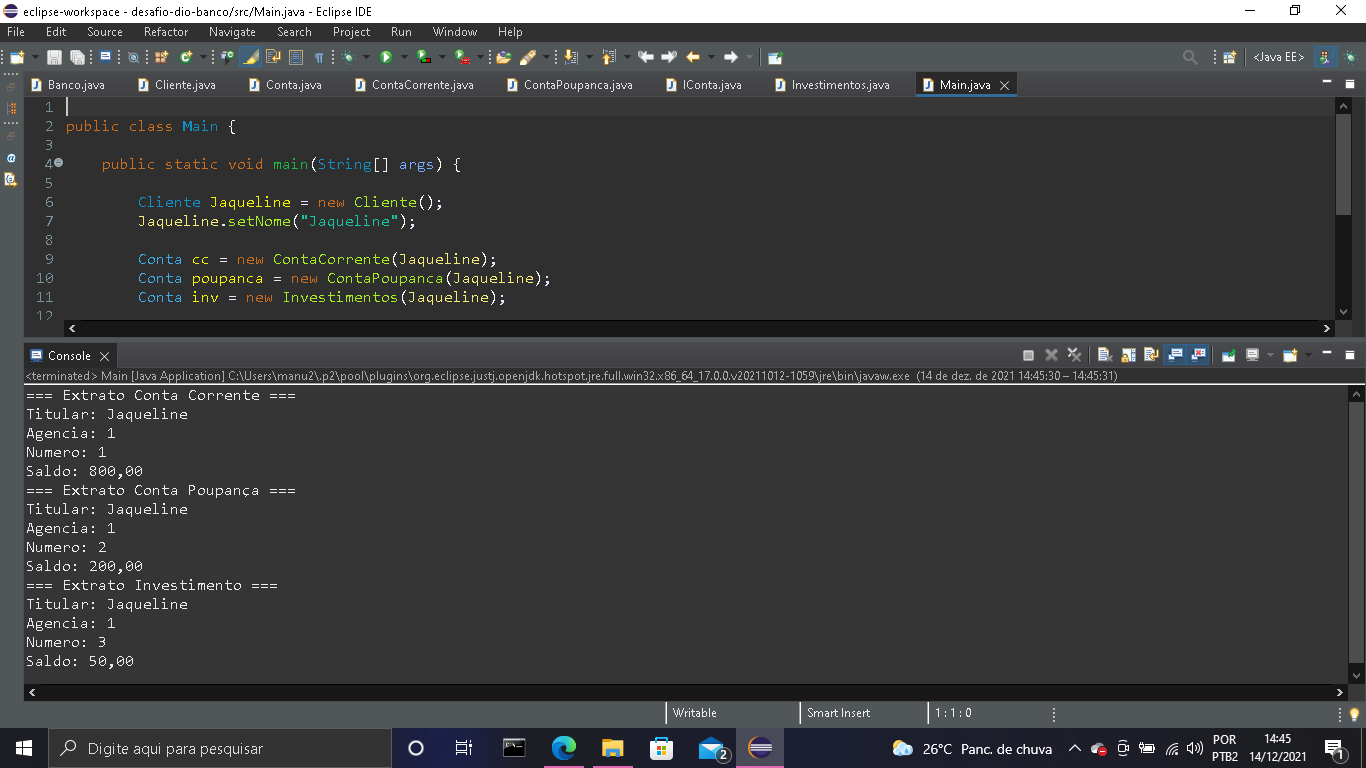 eclipse-workspace - desafio-dio-banco/src/Main.java - Eclipse IDE
File Edit Source Refactor Navigate Search Project Run Window Help
<Java EE>
Banco.java Cliente.java Conta.java ContaCorrente.java ContaPoupanca.java IConta.java Investimentos.java Main.java
1
2 public class Main {
3
4 public static void main(String[] args) {
5
6 Cliente Jaqueline = new Cliente();
7 Jaqueline.setNome("Jaqueline");
8
9 Conta cc = new ContaCorrente(Jaqueline);
10 Conta poupanca = new ContaPoupanca(Jaqueline);
11 Conta inv = new Investimentos(Jaqueline);
12
Console
<terminated> Main [Java Application] C:\Users\manu2\.p2\pool\plugins\org.eclipse.justj.openjdk.hotspot.jre.full.win32.x86_64_17.0.0.v20211012-1059\jre\bin\javaw.exe (14 de dez. de 2021 14:45:30 – 14:45:31)
=== Extrato Conta Corrente ===
Titular: Jaqueline
Agencia: 1
Numero: 1
Saldo: 800,00
=== Extrato Conta Poupança ===
Titular: Jaqueline
Agencia: 1
Numero: 2
Saldo: 200,00
=== Extrato Investimento ===
Titular: Jaqueline
Agencia: 1
Numero: 3
Saldo: 50,00
Writable Smart Insert 1 : 1 : 0
Digite aqui para pesquisar 2 26°C Panc. de chuva POR 14:45
PTB2 14/12/2021 1